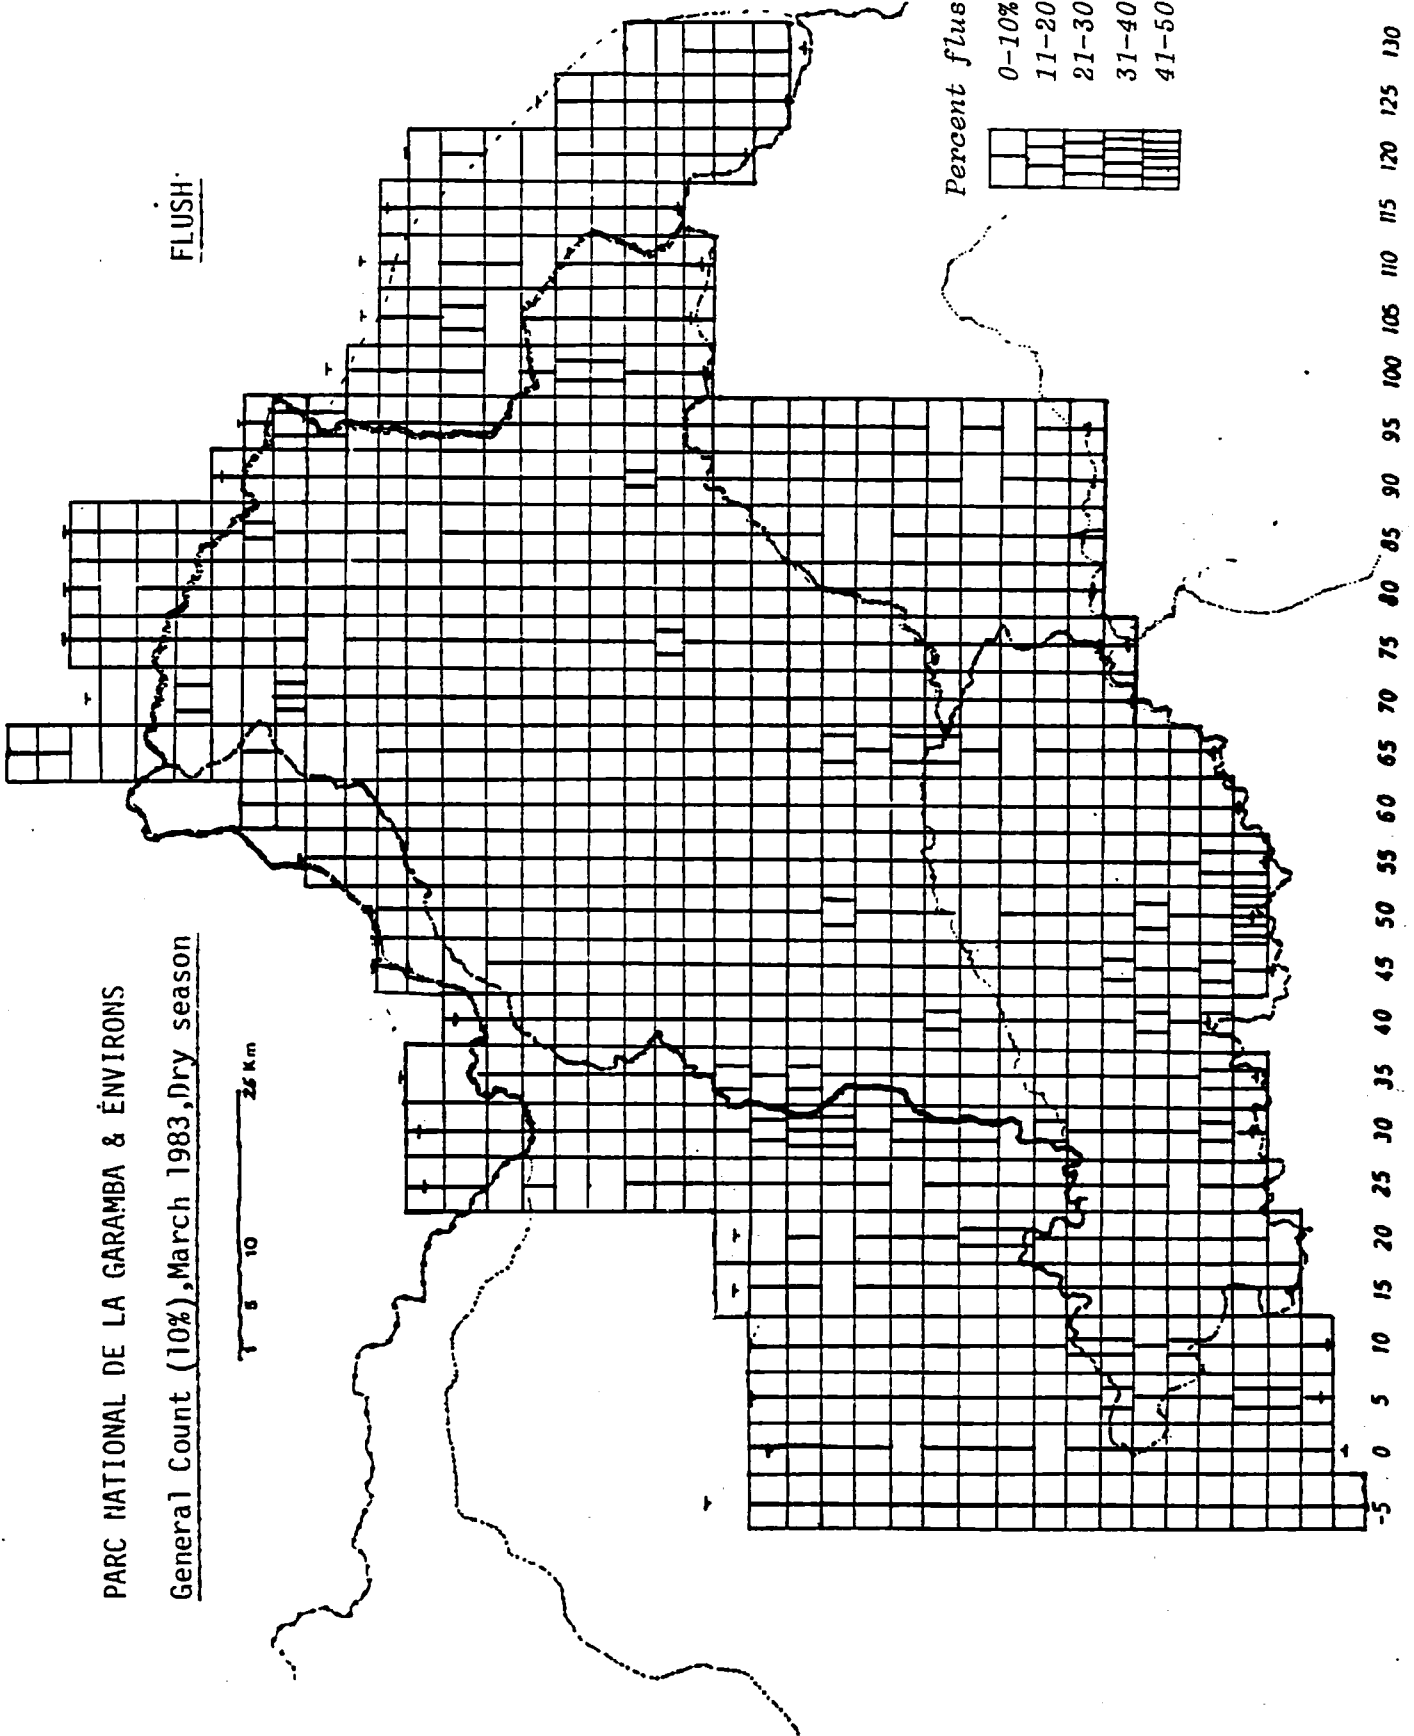 PARC NATIONAL DE LA GARAMBA & ENVIRONS
General Count (10%), March 1983, Dry season
5 10 25 Km
FLUSH
Percent flus
0-10%
11-20
21-30
31-40
41-50
-5 0 5 10 15 20 25 30 35 40 45 50 55 60 65 70 75 80 85 90 95 100 105 110 115 120 125 130